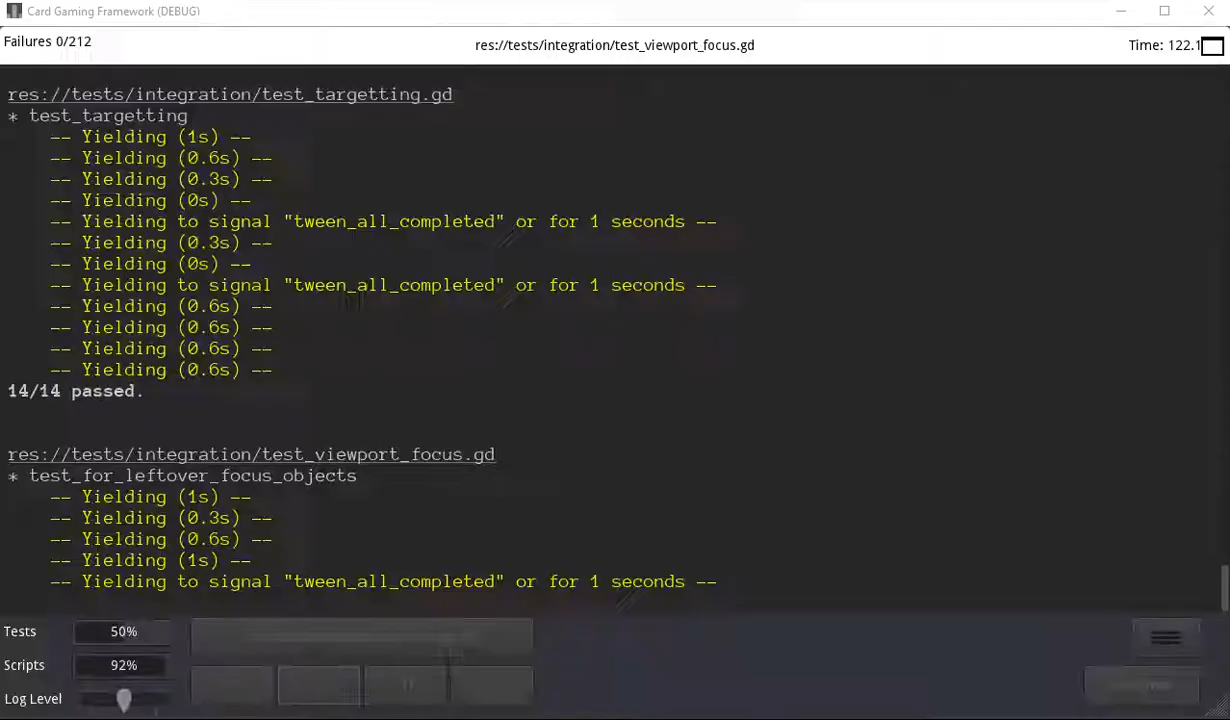 Card Gaming Framework (DEBUG)
Failures 0/212
res://tests/integration/test_viewport_focus.gd
Time: 122.1
res://tests/integration/test_targetting.gd
* test_targetting
-- Yielding (1s) --
-- Yielding (0.6s) --
-- Yielding (0.3s) --
-- Yielding (0s) --
-- Yielding to signal "tween_all_completed" or for 1 seconds --
-- Yielding (0.3s) --
-- Yielding (0s) --
-- Yielding to signal "tween_all_completed" or for 1 seconds --
-- Yielding (0.6s) --
-- Yielding (0.6s) --
-- Yielding (0.6s) --
-- Yielding (0.6s) --
14/14 passed.
res://tests/integration/test_viewport_focus.gd
* test_for_leftover_focus_objects
-- Yielding (1s) --
-- Yielding (0.3s) --
-- Yielding (0.6s) --
-- Yielding (1s) --
-- Yielding to signal "tween_all_completed" or for 1 seconds --
Tests 50%
Scripts 92%
Log Level